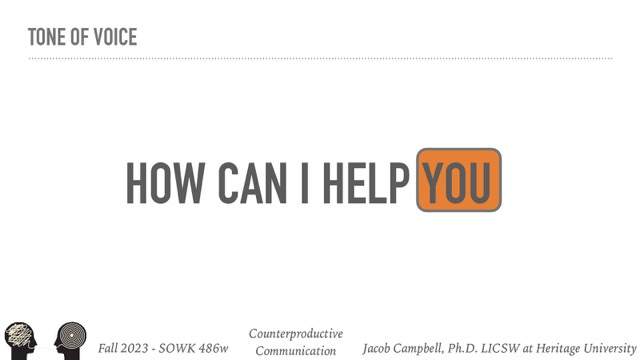 TONE OF VOICE
HOW CAN I HELP YOU
Fall 2023 - SOWK 486w
Counterproductive
Communication
Jacob Campbell, Ph.D. LICSW at Heritage University